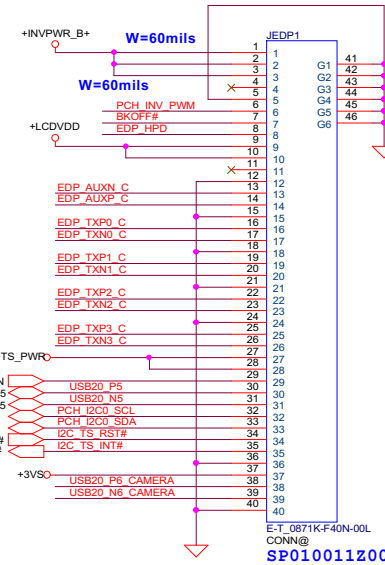 +INVPWR_B+
W=60mils
JEDP1
W=60mils
1 1
2 2
3 3
4 4
5 5
PCH_INV_PWM 6 6
BKOFF# 7 7
EDP_HPD 8 8
+LCDVDD 9 9
10 10
11 11
12 12
EDP_AUXN_C 13 13
EDP_AUXP_C 14 14
15 15
EDP_TXP0_C 16 16
EDP_TXN0_C 17 17
18 18
EDP_TXP1_C 19 19
EDP_TXN1_C 20 20
21 21
EDP_TXP2_C 22 22
EDP_TXN2_C 23 23
24 24
EDP_TXP3_C 25 25
EDP_TXN3_C 26 26
TS_PWR 27 27
28 28
N 29 29
5 USB20_P5 30 30
5 USB20_N5 31 31
PCH_I2C0_SCL 32 32
PCH_I2C0_SDA 33 33
# I2C_TS_RST# 34 34
I2C_TS_INT# 35 35
36 36
+3VS 37 37
USB20_P6_CAMERA 38 38
USB20_N6_CAMERA 39 39
40 40
G1 41
G2 42
G3 43
G4 44
G5 45
G6 46
E-T_0871K-F40N-00L
CONN@
SP010011Z00